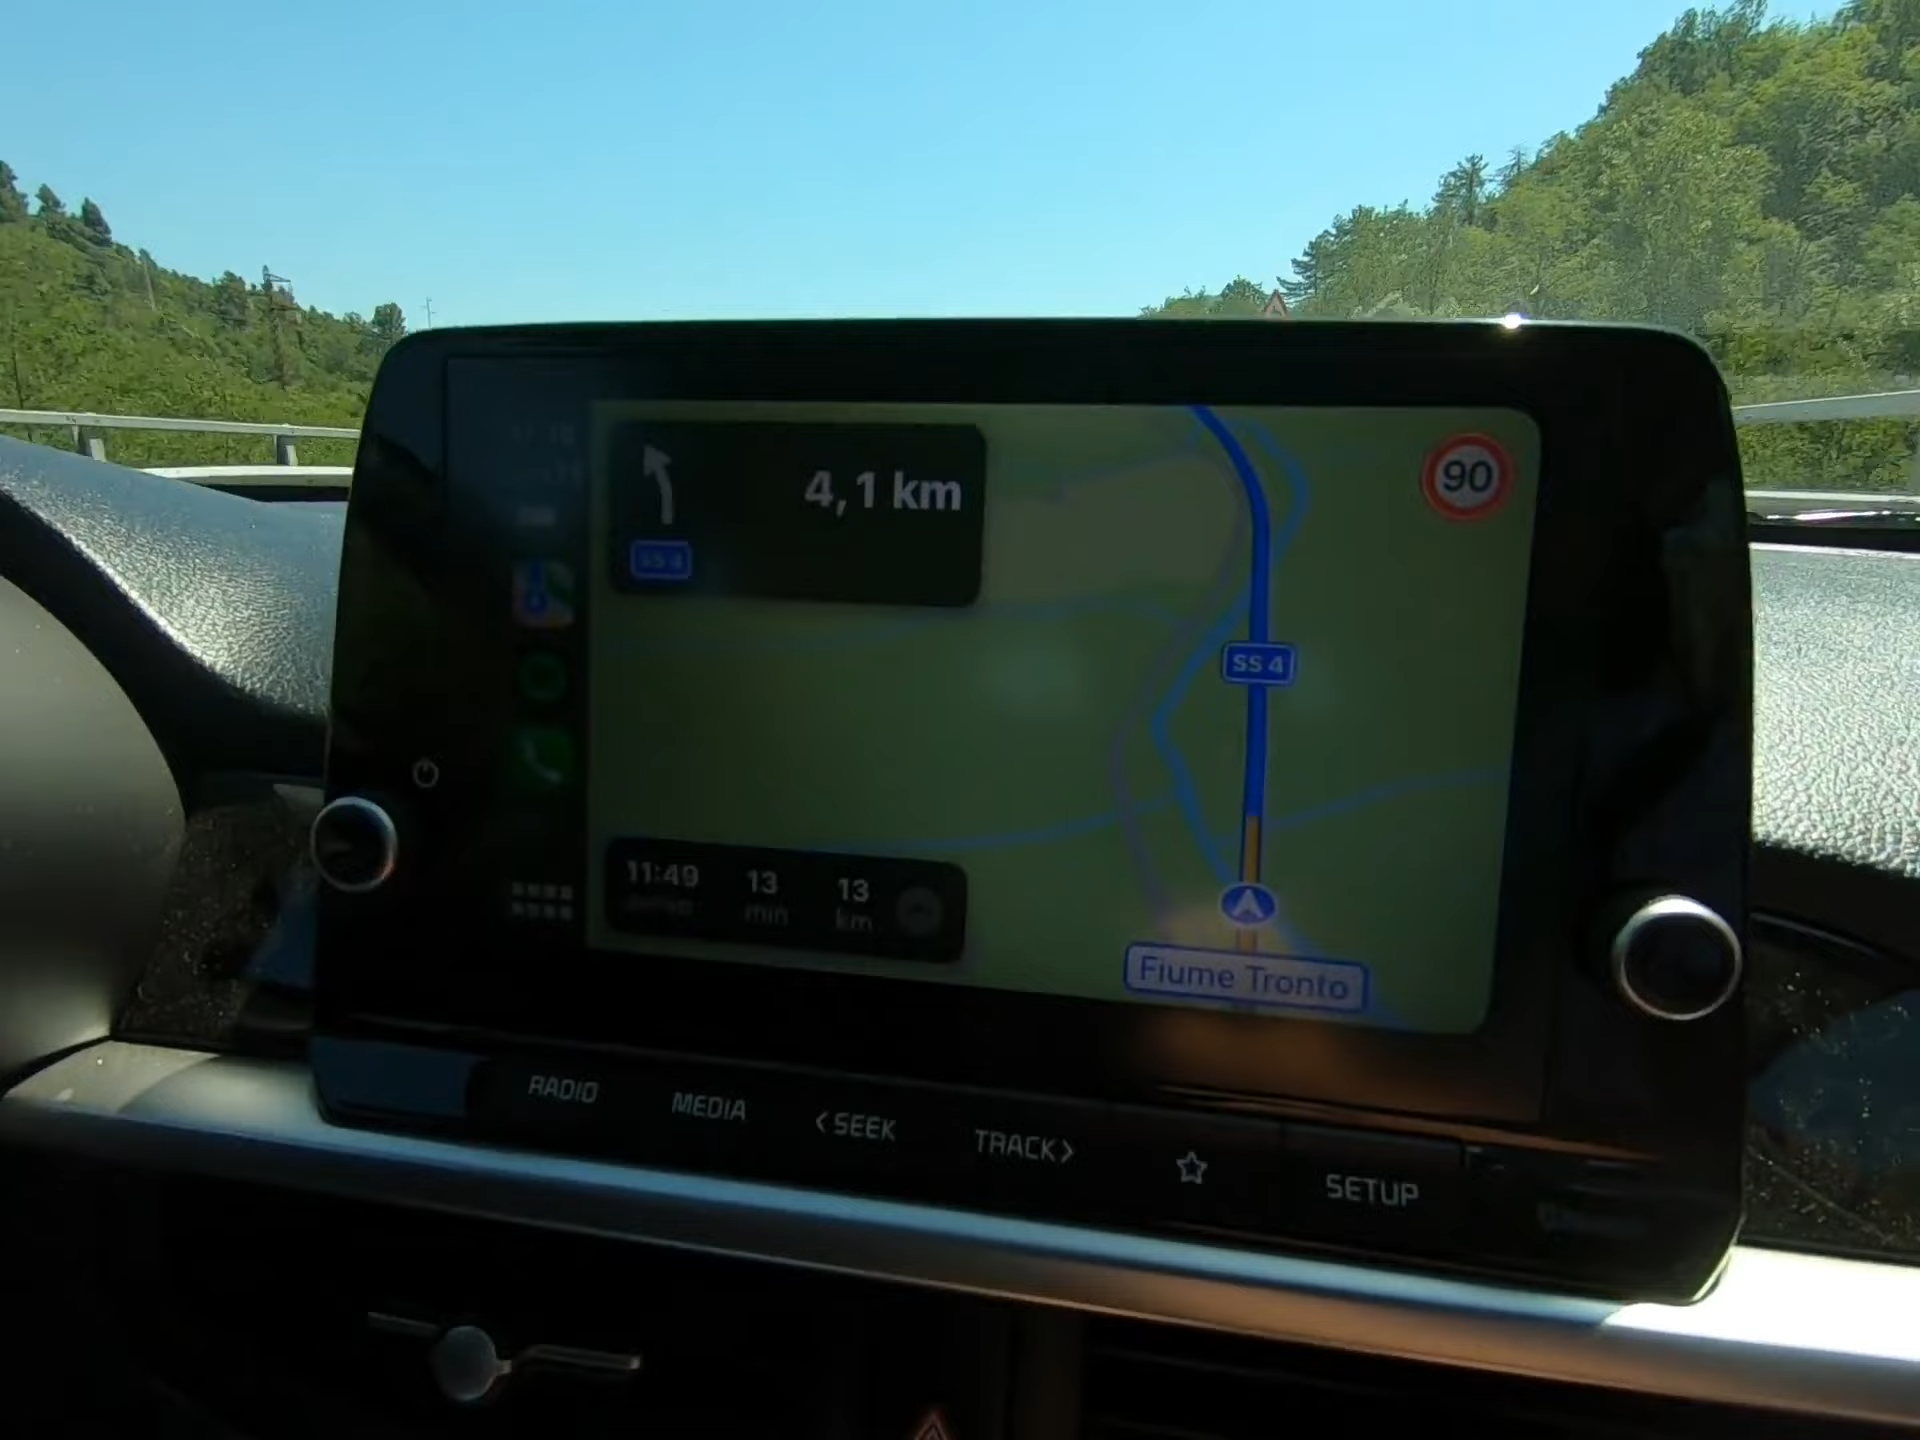 4,1 km
90
SS 4
SS 4
11:49 13 13
arrivo min km
Fiume Tronto
RADIO
MEDIA
<SEEK
TRACK>
SETUP